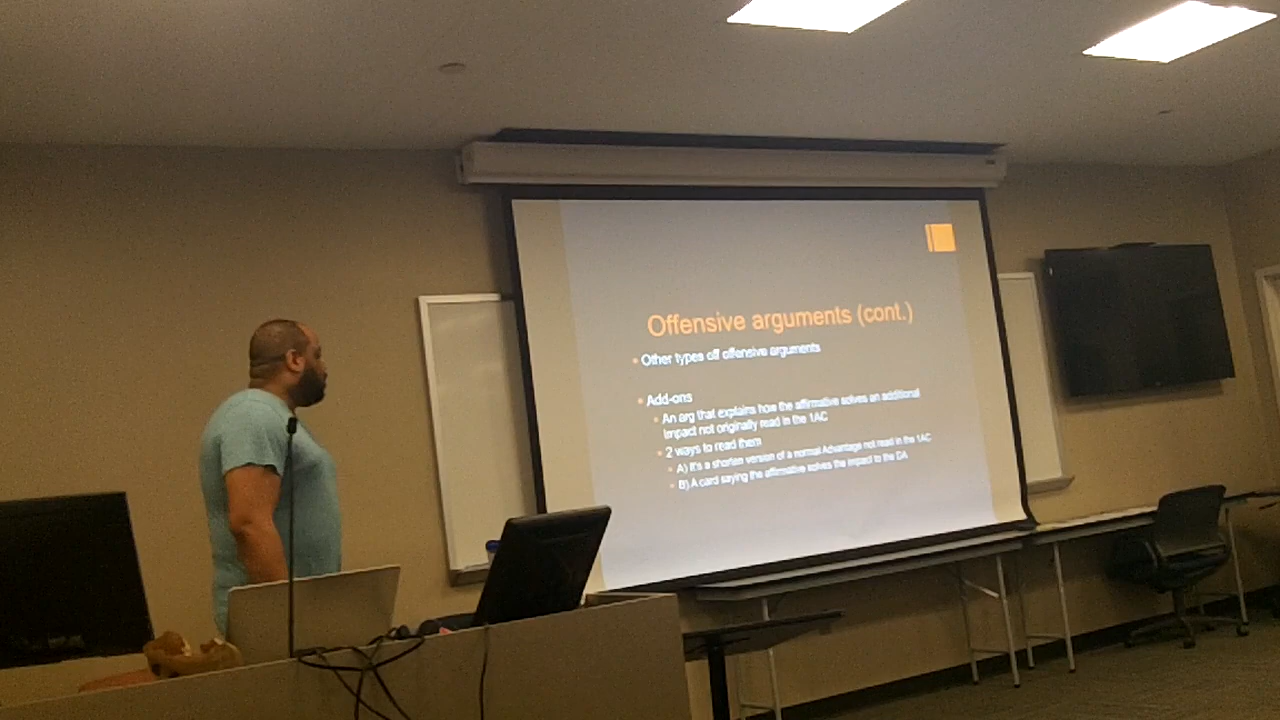 Offensive arguments (cont.)
Other types off offensive arguments
Add-ons
An arg that explains how the affirmative solves an additional
impact not originally read in the 1AC
2 ways to read them
A) It's a shorten version of a normal Advantage not read in the 1AC
B) A card saying the affirmative solves the impact to the DA